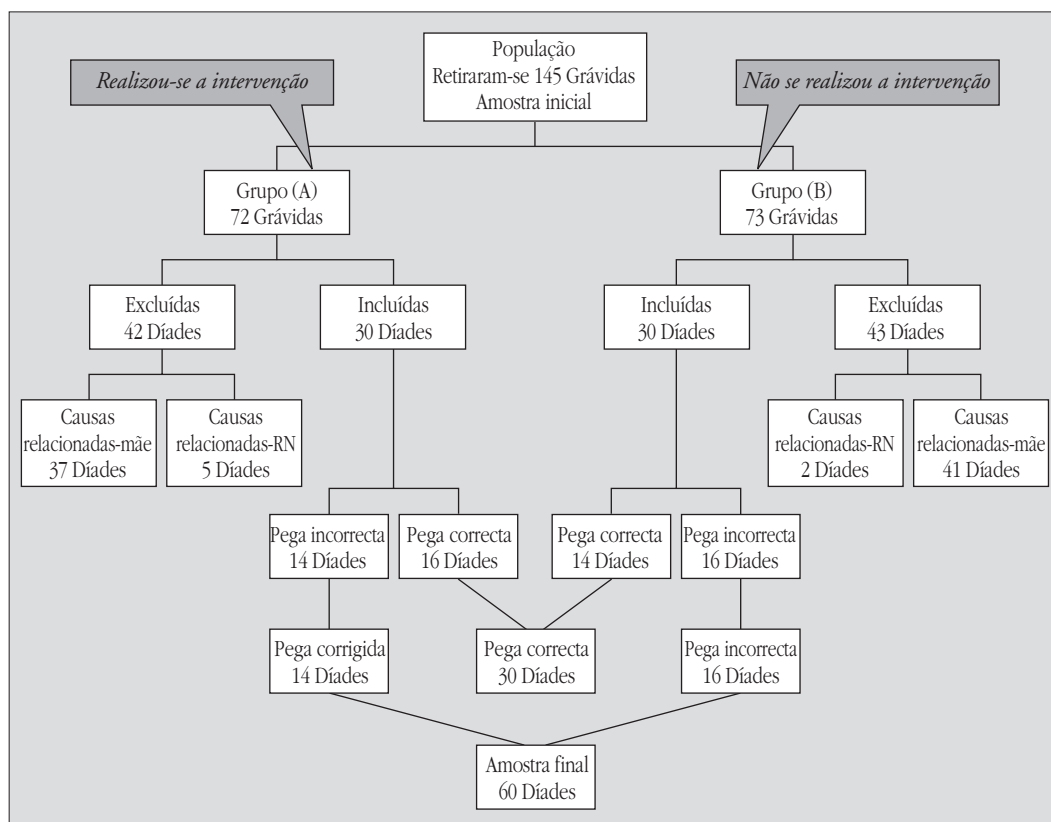 População
Retiraram-se 145 Grávidas
Amostra inicial
Realizou-se a intervenção
Não se realizou a intervenção
Grupo (A)
72 Grávidas
Grupo (B)
73 Grávidas
Excluídas
42 Díades
Incluídas
30 Díades
Incluídas
30 Díades
Excluídas
43 Díades
Causas
relacionadas-mãe
37 Díades
Causas
relacionadas-RN
5 Díades
Causas
relacionadas-RN
2 Díades
Causas
relacionadas-mãe
41 Díades
Pega incorrecta
14 Díades
Pega correcta
16 Díades
Pega correcta
14 Díades
Pega incorrecta
16 Díades
Pega corrigida
14 Díades
Pega correcta
30 Díades
Pega incorrecta
16 Díades
Amostra final
60 Díades